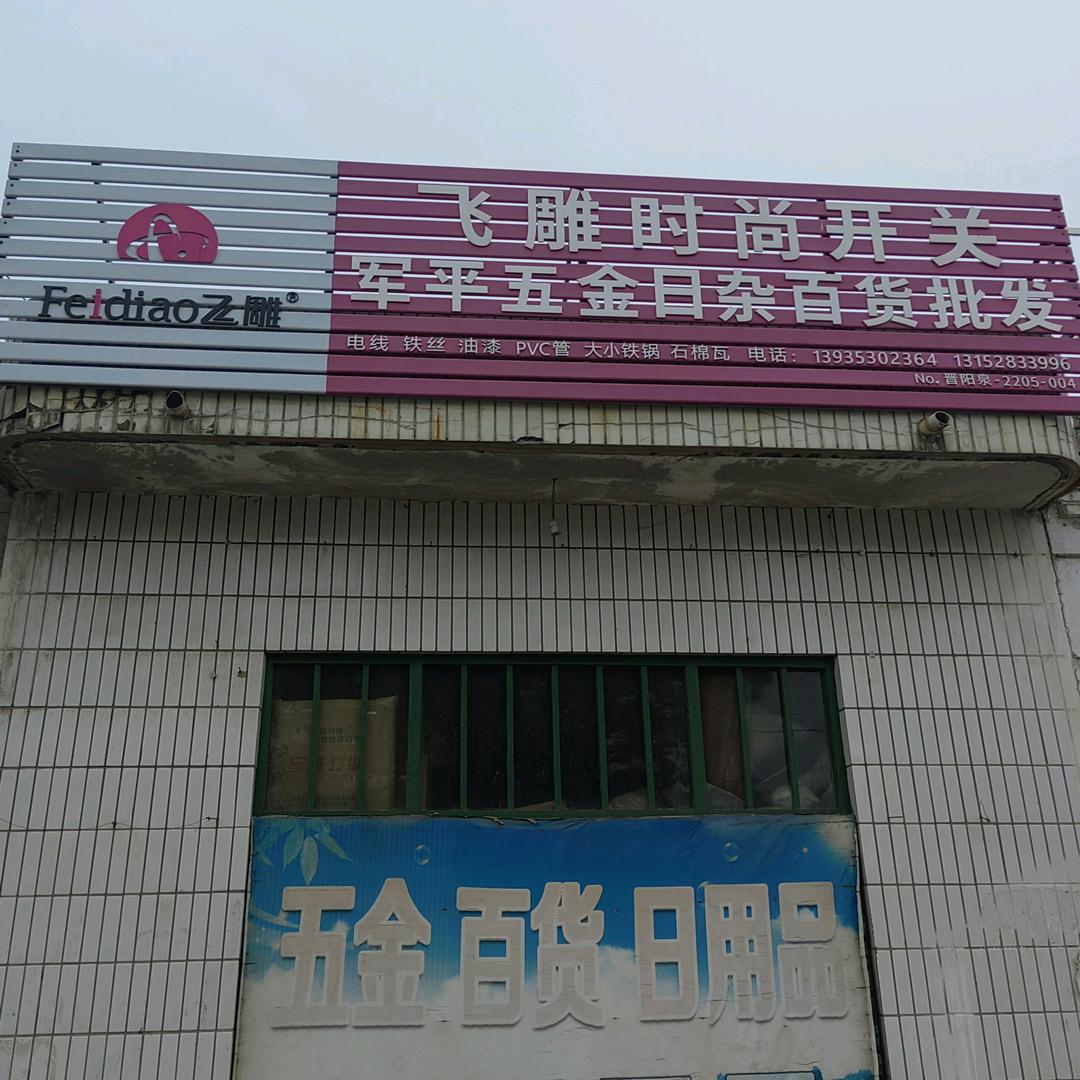 飞雕时尚开关
Feidiao飞雕®
军平五金日杂百货批发
电线 铁丝 油漆 PVC管 大小铁锅 石棉瓦 电话：13935302364 13152833996
No.晋阳泉-2205-004
五金 百货 日用品